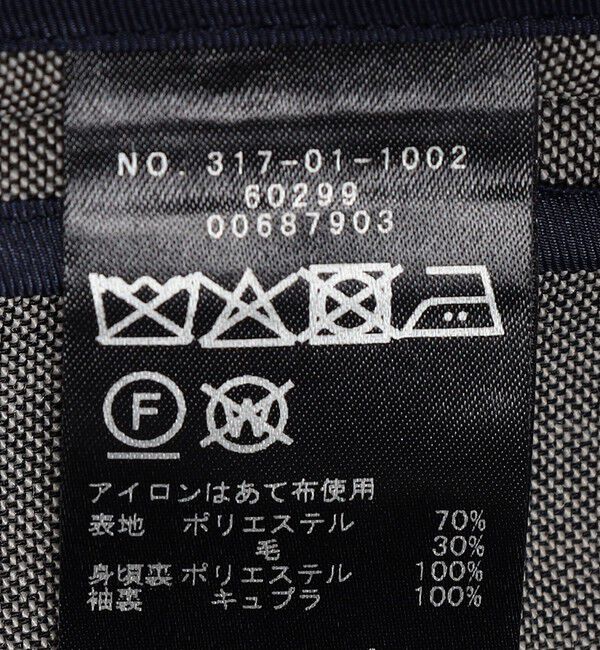 NO. 317-01-1002
60299
00687903
F W
アイロンはあて布使用
表地 ポリエステル 70%
毛 30%
身頃裏 ポリエステル 100%
袖裏 キュプラ 100%